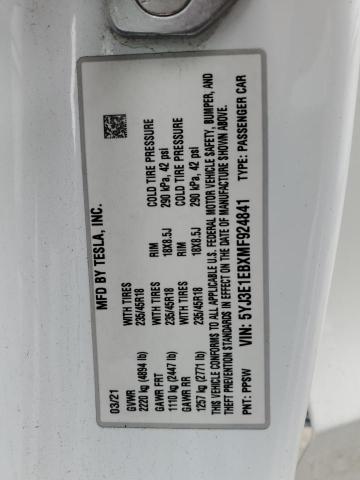 MFD BY TESLA, INC.
03/21
GVWR WITH TIRES RIM COLD TIRE PRESSURE
2220 kg (4894 lb) 235/45R18 18X8.5J 290 kPa, 42 psi
GAWR FRT WITH TIRES RIM COLD TIRE PRESSURE
1110 kg (2447 lb) 235/45R18 18X8.5J 290 kPa, 42 psi
GAWR RR
1257 kg (2771 lb)
THIS VEHICLE CONFORMS TO ALL APPLICABLE U.S. FEDERAL MOTOR VEHICLE SAFETY, BUMPER, AND
THEFT PREVENTION STANDARDS IN EFFECT ON THE DATE OF MANUFACTURE SHOWN ABOVE.
VIN: 5YJ3E1EBXMF924841 TYPE: PASSENGER CAR
PNT: PPSW